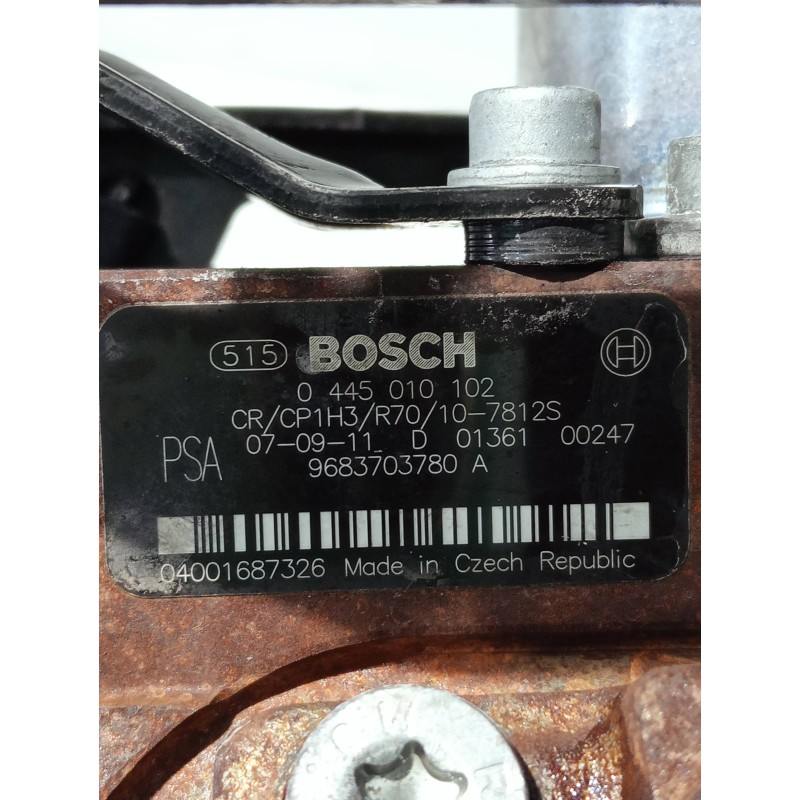 515 BOSCH
0 445 010 102
CR/CP1H3/R70/10-7812S
07-09-11 D 01361 00247
PSA 9683703780 A
04001687326 Made in Czech Republic